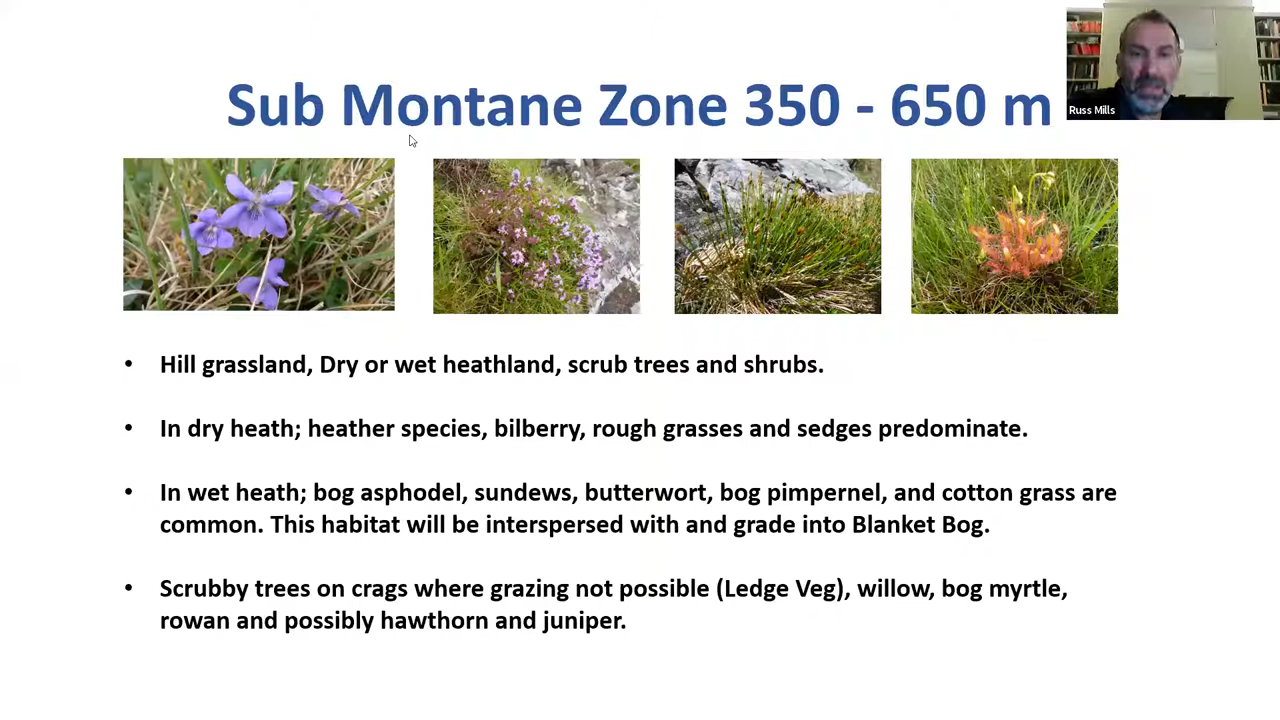 Sub Montane Zone 350 - 650 m
Russ Mills
• Hill grassland, Dry or wet heathland, scrub trees and shrubs.
• In dry heath; heather species, bilberry, rough grasses and sedges predominate.
• In wet heath; bog asphodel, sundews, butterwort, bog pimpernel, and cotton grass are
common. This habitat will be interspersed with and grade into Blanket Bog.
• Scrubby trees on crags where grazing not possible (Ledge Veg), willow, bog myrtle,
rowan and possibly hawthorn and juniper.